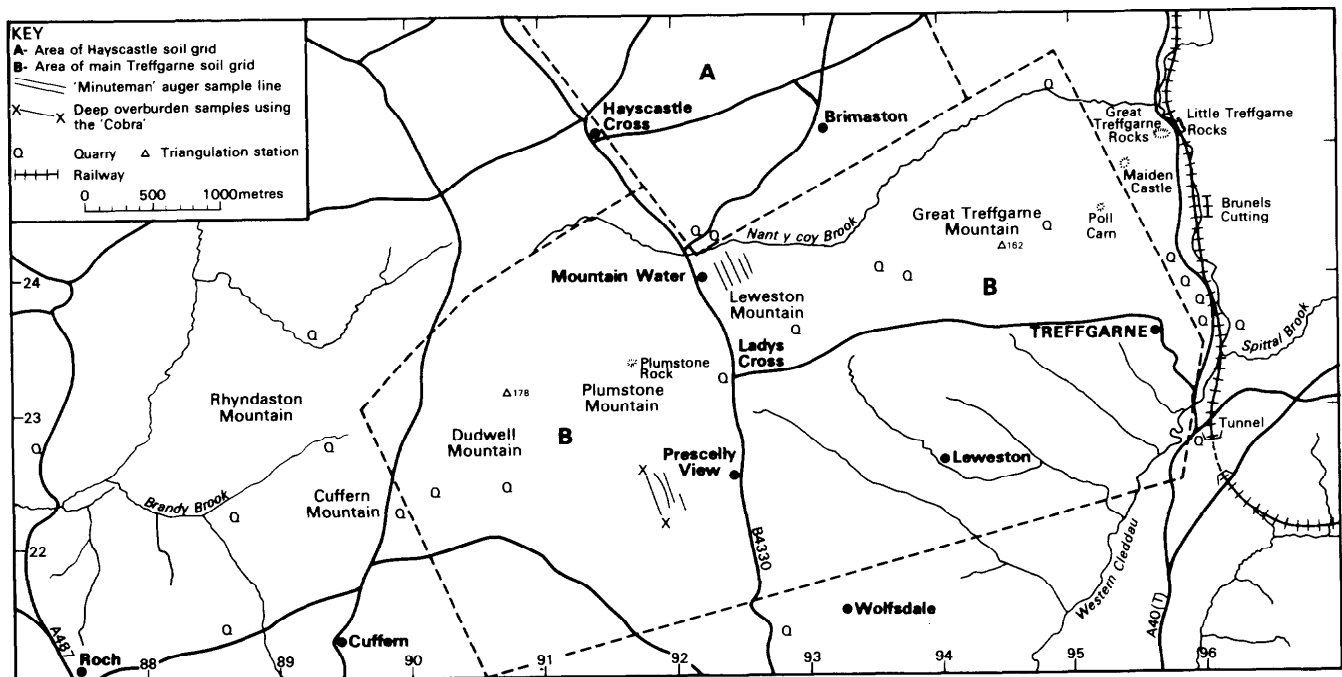 KEY
A- Area of Hayscastle soil grid
B- Area of main Treffgarne soil grid
'Minuteman' auger sample line
X X Deep overburden samples using
the 'Cobra'
Q Quarry △ Triangulation station
Railway
0 500 1000metres
A
Hayscastle
Cross
Brimaston
Q
Great
Treffgarne
Rocks
Little Treffgarne
Rocks
Maiden
Castle
Brunels
Cutting
Poll
Carn
Great Treffgarne
Mountain
Q
△162
Nant y coy Brook
Q
Q
Mountain Water
Leweston
Mountain
Q
Q
Q
B
Q
Q
Q
Q
Q
Spittal Brook
TREFFGARNE
24
Q
Ladys
Cross
Q
Plumstone
Rock
Plumstone
Mountain
△178
Rhyndaston
Mountain
23
Dudwell
Mountain
B
Prescelly
View
Leweston
Tunnel
Q
Q
Q
X
X
Brandy Brook
Cuffern
Mountain
Q
Q
Q
Q
22
B4330
Western Cleddau
A40(T)
Wolfsdale
Q
Q
Cuffern
A487
Roch
88
89
90
91
92
93
94
95
96